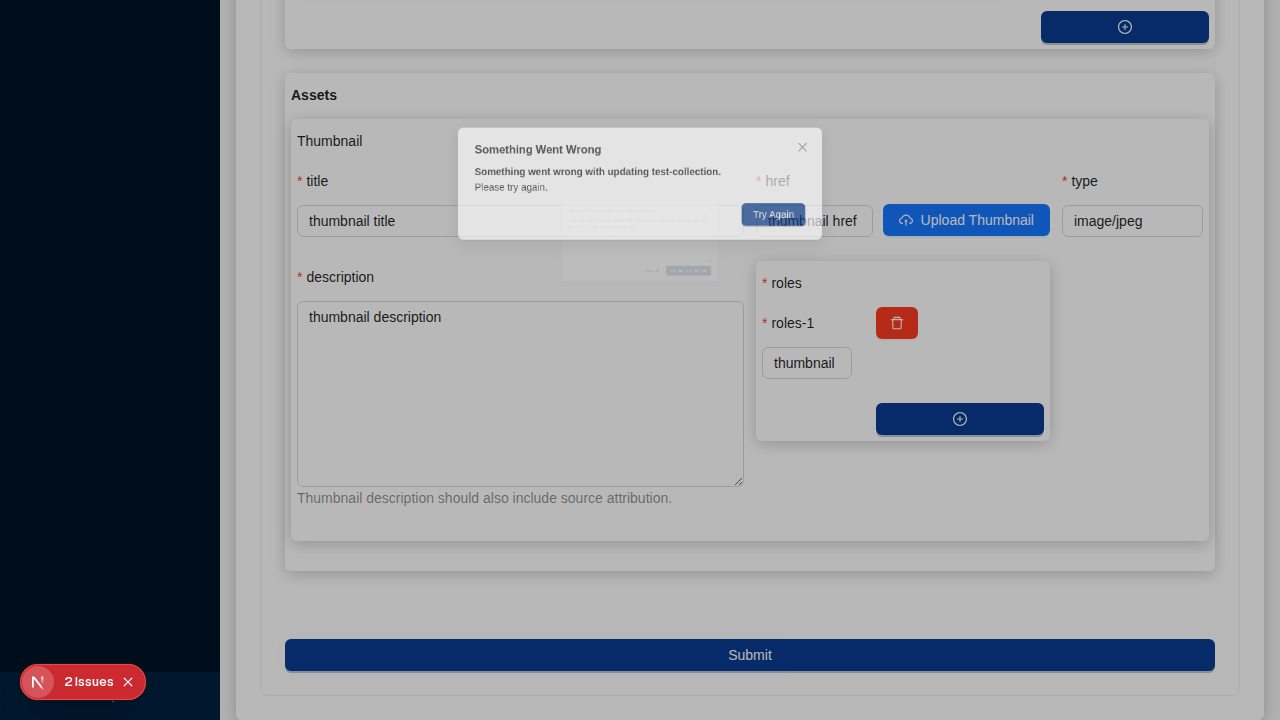 Assets
Thumbnail
* title
* href
* type
thumbnail title
thumbnail href
Upload Thumbnail
image/jpeg
Something Went Wrong
Something went wrong with updating test-collection.
Please try again.
Try Again
* description
thumbnail description
Thumbnail description should also include source attribution.
* roles
* roles-1
thumbnail
Submit
N
2 Issues